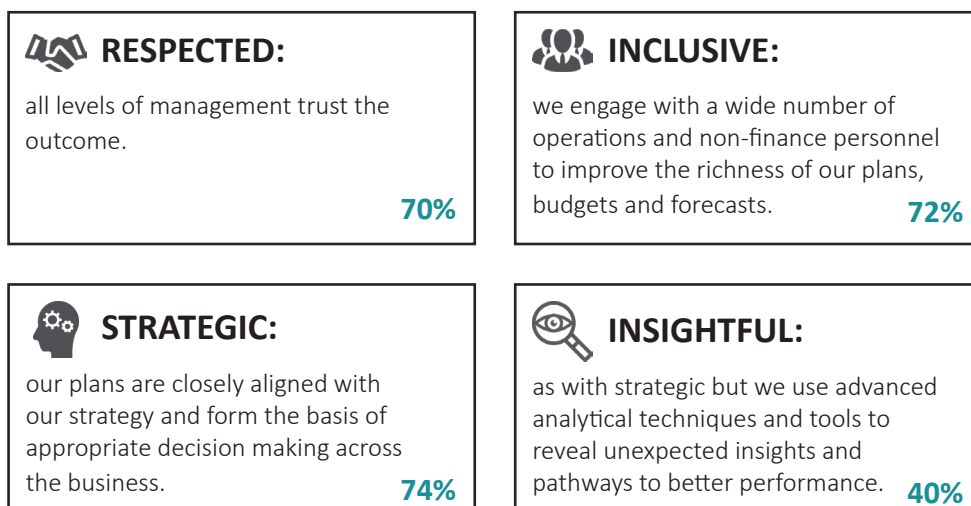 RESPECTED:
all levels of management trust the
outcome.
70%
INCLUSIVE:
we engage with a wide number of
operations and non-finance personnel
to improve the richness of our plans,
budgets and forecasts.
72%
STRATEGIC:
our plans are closely aligned with
our strategy and form the basis of
appropriate decision making across
the business.
74%
INSIGHTFUL:
as with strategic but we use advanced
analytical techniques and tools to
reveal unexpected insights and
pathways to better performance.
40%